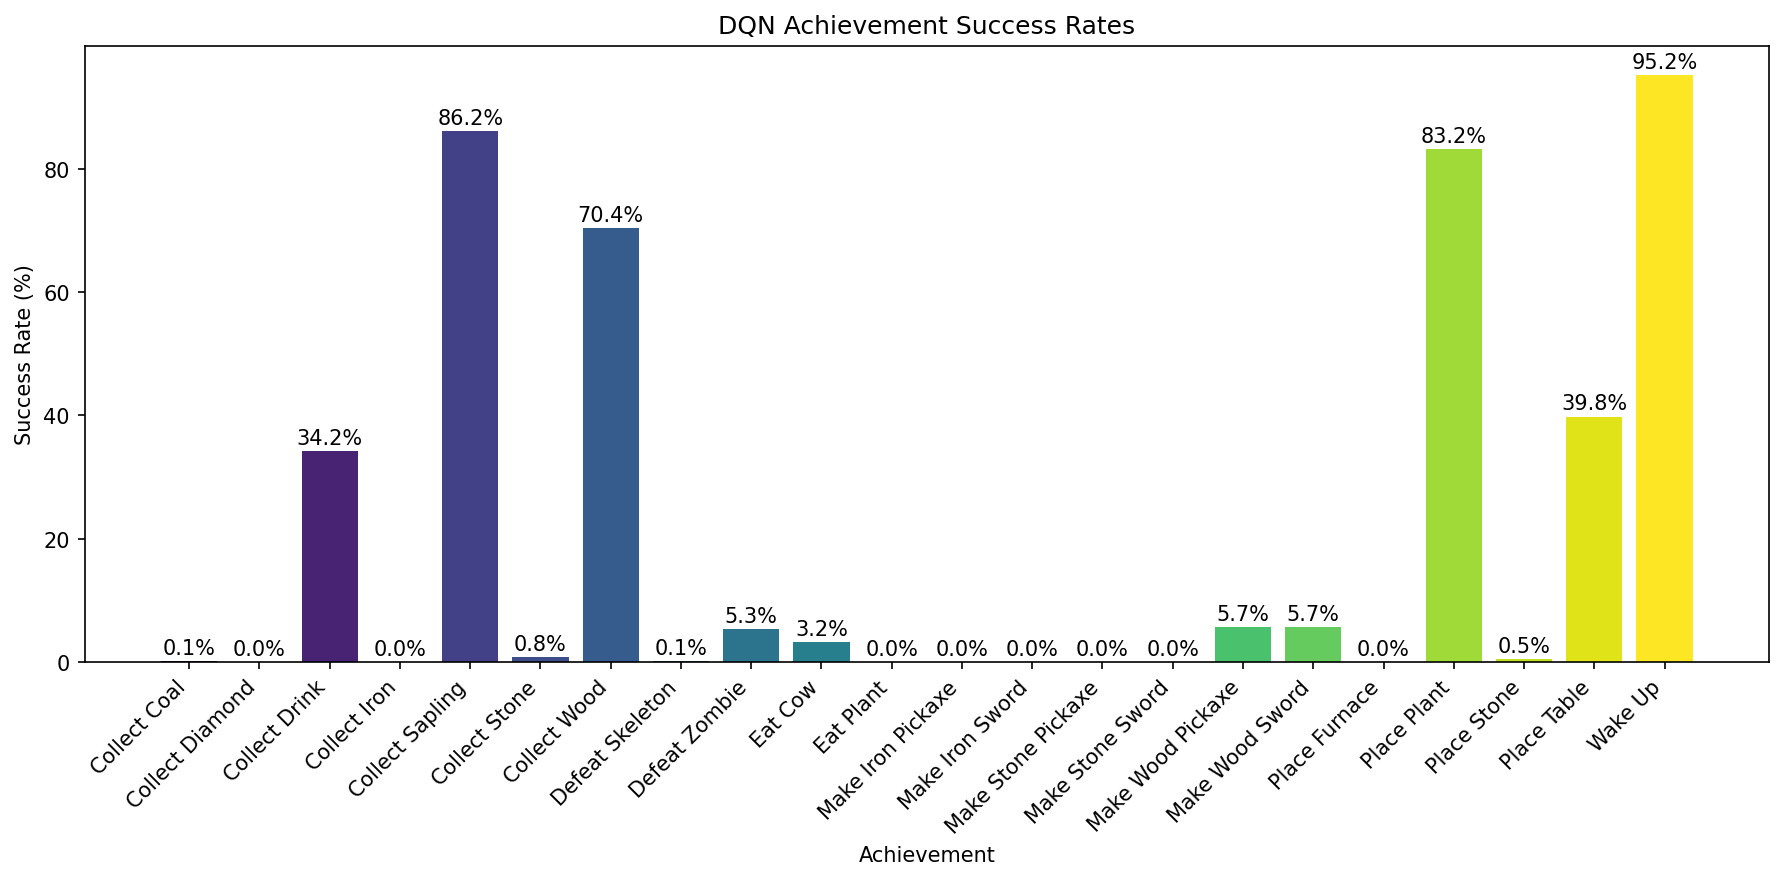 DQN Achievement Success Rates
Success Rate (%)
80
60
40
20
0
0.1%
0.0%
34.2%
0.0%
86.2%
0.8%
70.4%
0.1%
5.3%
3.2%
0.0%
0.0%
0.0%
0.0%
0.0%
5.7%
5.7%
0.0%
83.2%
0.5%
39.8%
95.2%
Collect Coal
Collect Diamond
Collect Drink
Collect Iron
Collect Sapling
Collect Stone
Collect Wood
Defeat Skeleton
Defeat Zombie
Eat Cow
Eat Plant
Make Iron Pickaxe
Make Iron Sword
Make Stone Pickaxe
Make Stone Sword
Make Wood Pickaxe
Make Wood Sword
Place Furnace
Place Plant
Place Stone
Place Table
Wake Up
Achievement